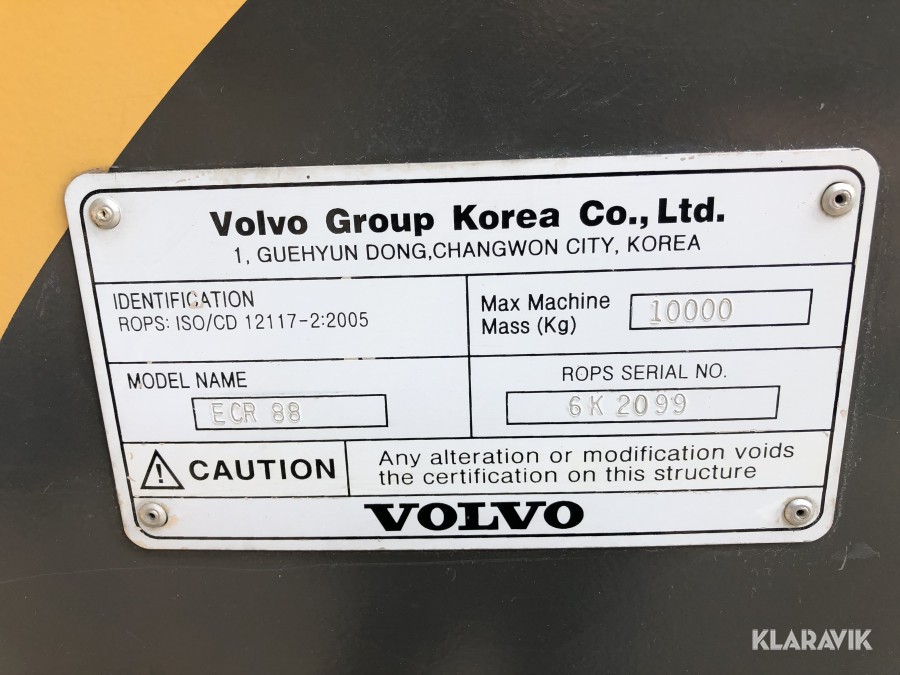 Volvo Group Korea Co., Ltd.
1, GUEHYUN DONG,CHANGWON CITY, KOREA
IDENTIFICATION
ROPS: ISO/CD 12117-2:2005
Max Machine
Mass (Kg)
10000
MODEL NAME
ECR 88
ROPS SERIAL NO.
6K 2099
CAUTION
Any alteration or modification voids
the certification on this structure
VOLVO
KLARAVIK